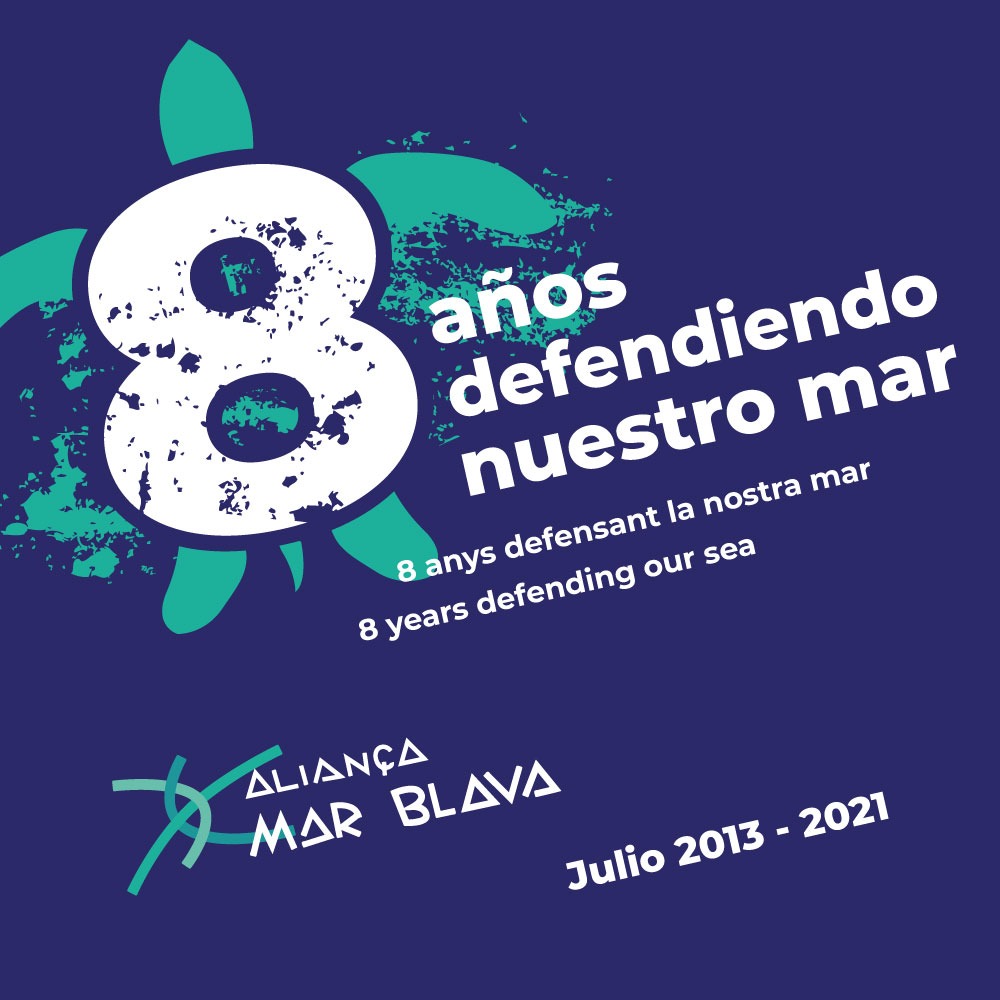 8 años
defendiendo
nuestro mar
8 anys defensant la nostra mar
8 years defending our sea
ALIANÇA
MAR BLAVA
Julio 2013 - 2021